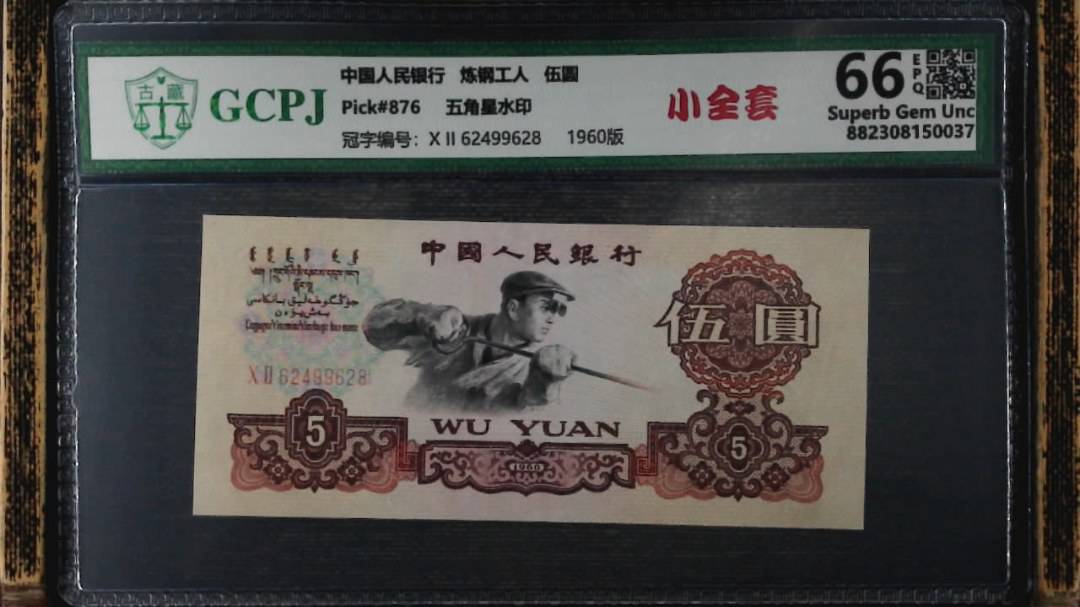 古藏
GCPJ
中国人民银行 炼钢工人 伍圆
Pick#876 五角星水印
冠字编号: X II 62499628 1960版
小全套
66 EPQ
Superb Gem Unc
882308150037
中國人民銀行
伍圓
X II 62499628
5
WU YUAN
5
1960